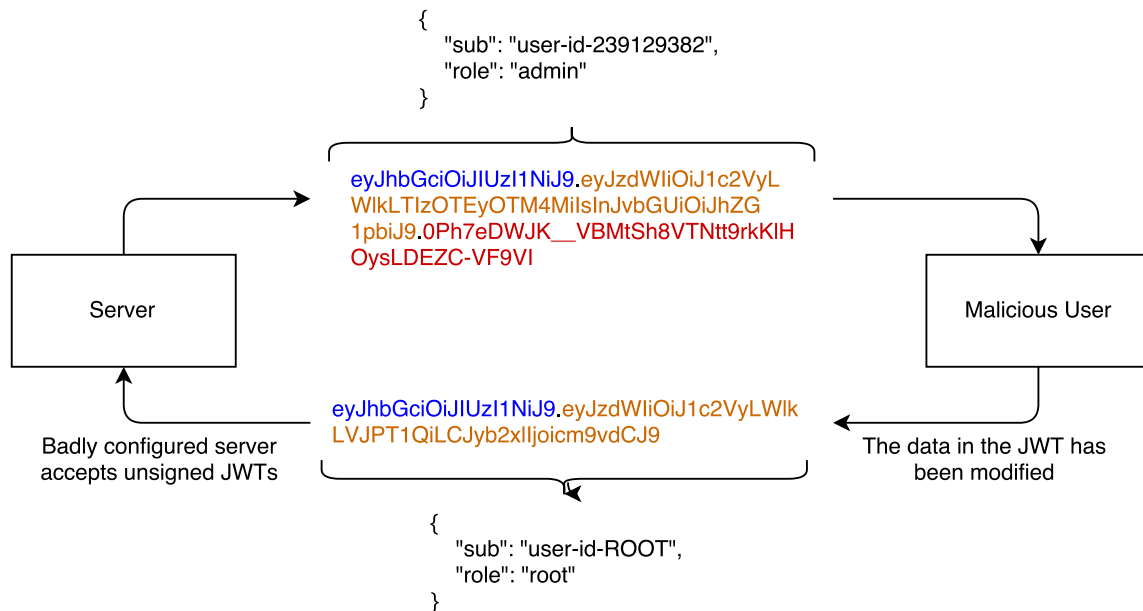 {
"sub": "user-id-239129382",
"role": "admin"
}
eyJhbGciOiJIUzI1NiJ9.eyJzdWIiOiJ1c2VyL
WlkLTIzOTEyOTM4MiIsInJvbGUiOiJhZG
1pbiJ9.0Ph7eDWJK__VBMtSh8VTNtt9rkKlH
OysLDEZC-VF9VI
Server
Malicious User
eyJhbGciOiJIUzI1NiJ9.eyJzdWIiOiJ1c2VyLWlk
LVJPT1QiLCJyb2xlIjoicm9vdCJ9
Badly configured server
accepts unsigned JWTs
The data in the JWT has
been modified
{
"sub": "user-id-ROOT",
"role": "root"
}